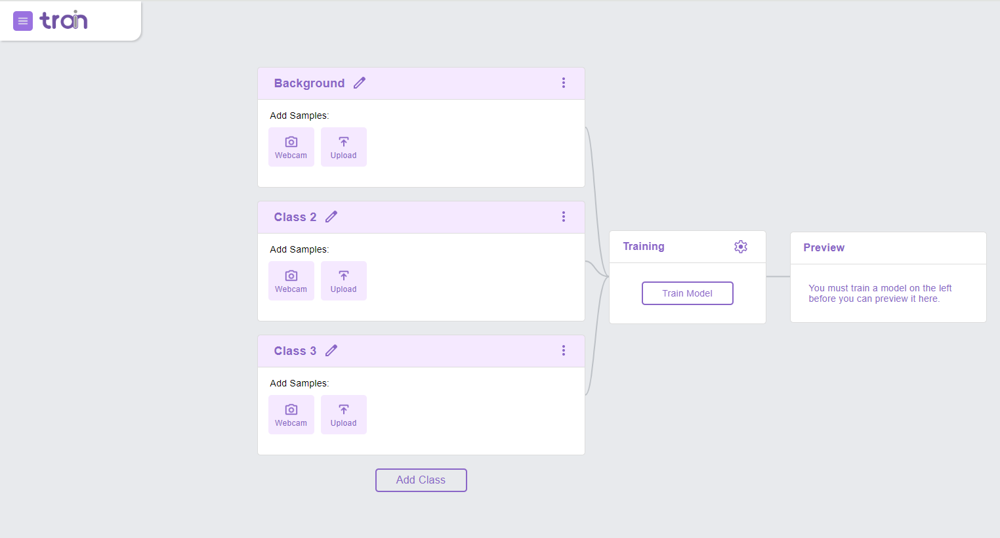 train
Background
Add Samples:
Webcam Upload
Class 2
Add Samples:
Webcam Upload
Class 3
Add Samples:
Webcam Upload
Add Class
Training
Train Model
Preview
You must train a model on the left
before you can preview it here.